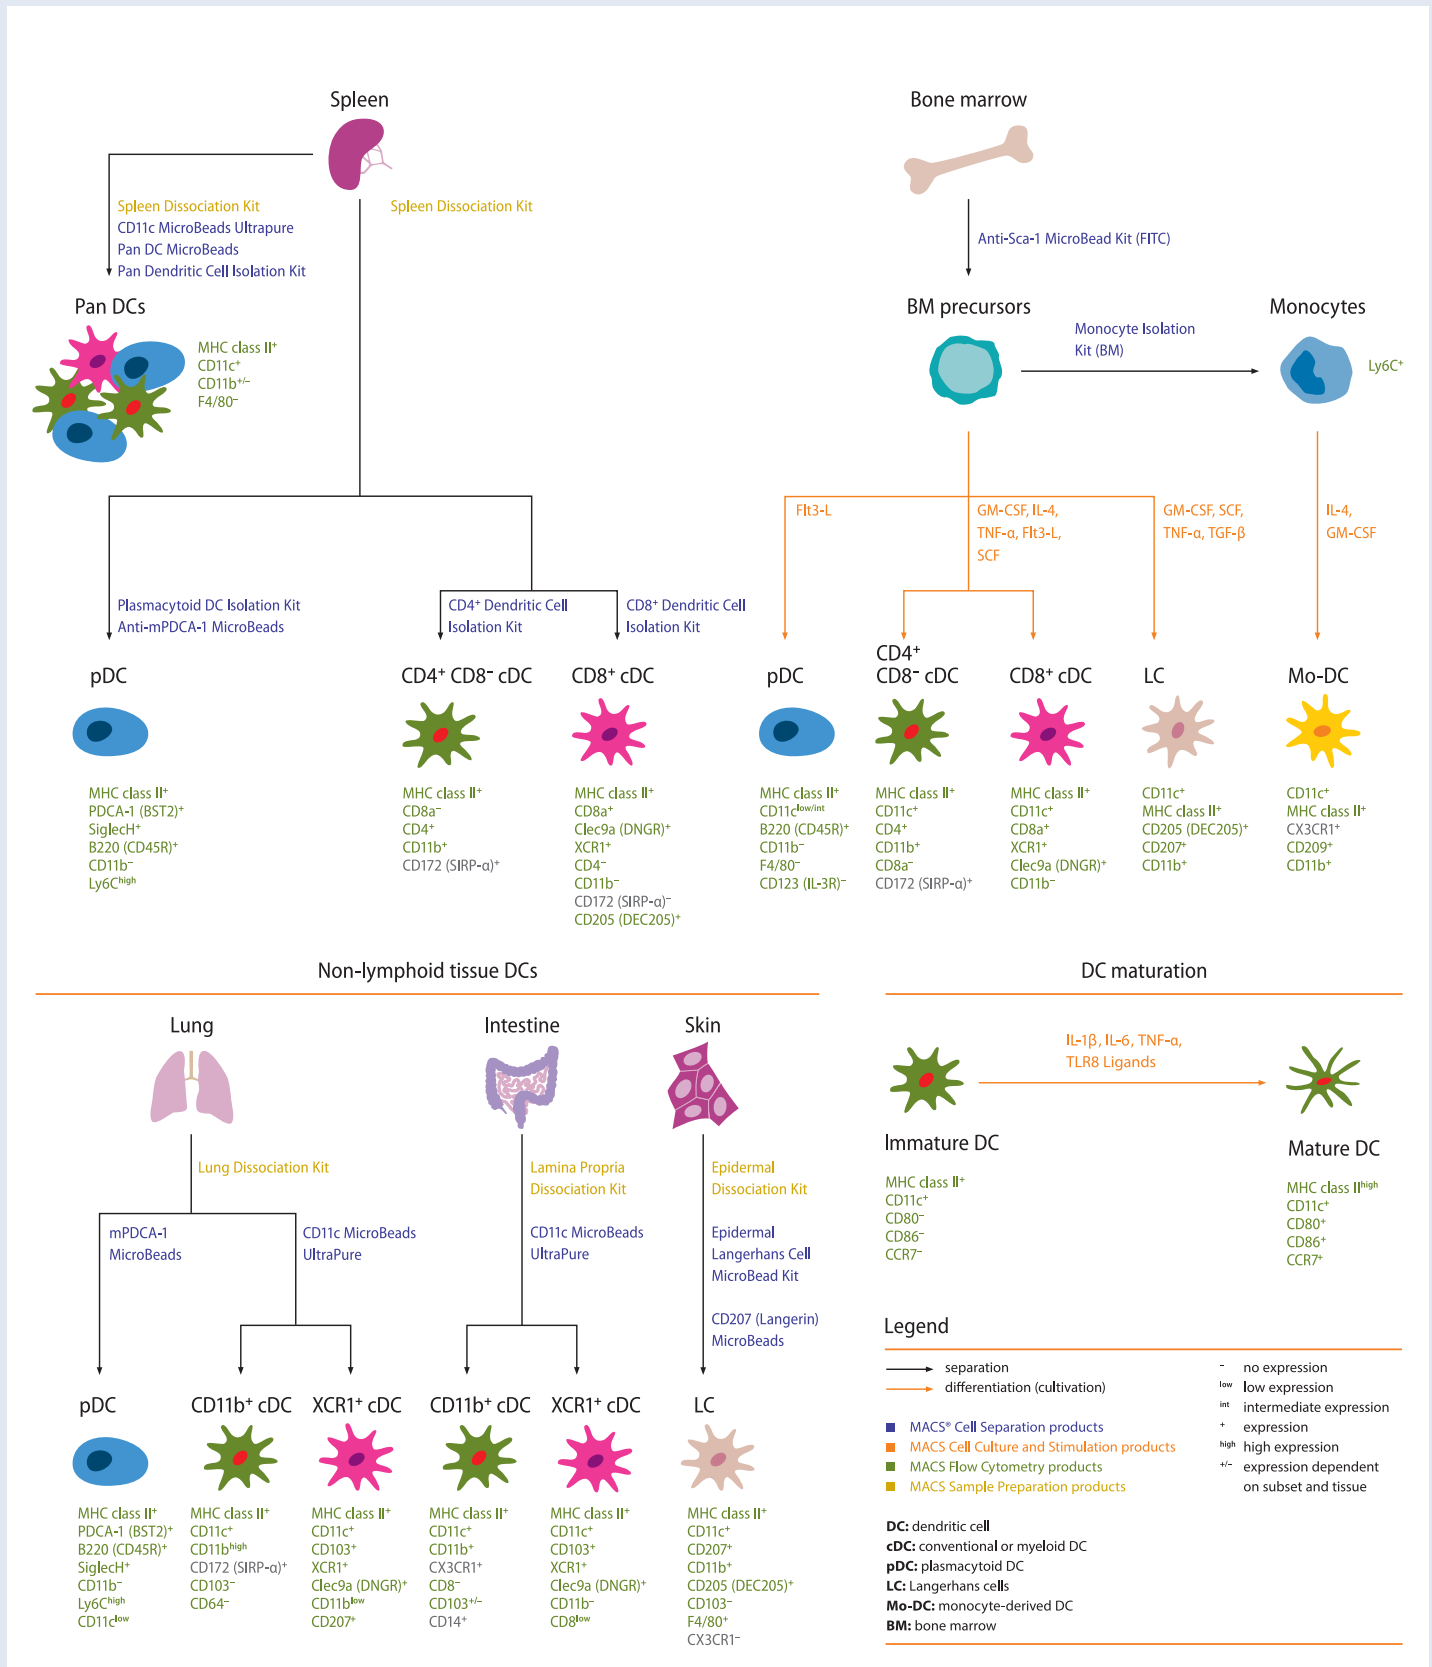 Spleen
Spleen Dissociation Kit
CD11c MicroBeads Ultrapure
Pan DC MicroBeads
Pan Dendritic Cell Isolation Kit
Spleen Dissociation Kit
Pan DCs
MHC class II⁺
CD11c⁺
CD11b⁺/⁻
F4/80⁻
Plasmacytoid DC Isolation Kit
Anti-mPDCA-1 MicroBeads
CD4⁺ Dendritic Cell
Isolation Kit
CD8⁺ Dendritic Cell
Isolation Kit
pDC
MHC class II⁺
PDCA-1 (BST2)⁺
SiglecH⁺
B220 (CD45R)⁺
CD11b⁻
Ly6Cʰⁱᵍʰ
CD4⁺ CD8⁻ cDC
MHC class II⁺
CD8a⁻
CD4⁺
CD11b⁺
CD172 (SIRP-α)⁺
CD8⁺ cDC
MHC class II⁺
CD8a⁺
Clec9a (DNGR)⁺
XCR1⁺
CD4⁻
CD11b⁻
CD172 (SIRP-α)⁻
CD205 (DEC205)⁺
Bone marrow
Anti-Sca-1 MicroBead Kit (FITC)
BM precursors
Monocyte Isolation
Kit (BM)
Monocytes
Ly6C⁺
Flt3-L
GM-CSF, IL-4,
TNF-α, Flt3-L,
SCF
GM-CSF, SCF,
TNF-α, TGF-β
IL-4,
GM-CSF
pDC
MHC class II⁺
CD11cˡᵒʷ/ⁱⁿᵗ
B220 (CD45R)⁺
CD11b⁻
F4/80⁻
CD123 (IL-3R)⁻
CD4⁺
CD8⁻ cDC
MHC class II⁺
CD11c⁺
CD4⁺
CD11b⁺
CD8a⁻
CD172 (SIRP-α)⁺
CD8⁺ cDC
MHC class II⁺
CD11c⁺
CD8a⁺
XCR1⁺
Clec9a (DNGR)⁺
CD11b⁻
LC
CD11c⁺
MHC class II⁺
CD205 (DEC205)⁺
CD207⁺
CD11b⁺
Mo-DC
CD11c⁺
MHC class II⁺
CX3CR1⁺
CD209⁺
CD11b⁺
Non-lymphoid tissue DCs
Lung
Lung Dissociation Kit
mPDCA-1
MicroBeads
CD11c MicroBeads
UltraPure
Intestine
Lamina Propria
Dissociation Kit
CD11c MicroBeads
UltraPure
Skin
Epidermal
Dissociation Kit
Epidermal
Langerhans Cell
MicroBead Kit
CD207 (Langerin)
MicroBeads
pDC
MHC class II⁺
PDCA-1 (BST2)⁺
B220 (CD45R)⁺
SiglecH⁺
CD11b⁻
Ly6Cʰⁱᵍʰ
CD11cˡᵒʷ
CD11b⁺ cDC
MHC class II⁺
CD11c⁺
CD11bʰⁱᵍʰ
CD172 (SIRP-α)⁺
CD103⁻
CD64⁻
XCR1⁺ cDC
MHC class II⁺
CD11c⁺
CD103⁺
XCR1⁺
Clec9a (DNGR)⁺
CD11bˡᵒʷ
CD207⁺
CD11b⁺ cDC
MHC class II⁺
CD11c⁺
CD11b⁺
CX3CR1⁺
CD8⁻
CD103⁺/⁻
CD14⁺
XCR1⁺ cDC
MHC class II⁺
CD11c⁺
CD103⁺
XCR1⁺
Clec9a (DNGR)⁺
CD11b⁻
CD8ˡᵒʷ
LC
MHC class II⁺
CD11c⁺
CD207⁺
CD11b⁺
CD205 (DEC205)⁺
CD103⁻
F4/80⁺
CX3CR1⁻
DC maturation
IL-1β, IL-6, TNF-α,
TLR8 Ligands
Immature DC
MHC class II⁺
CD11c⁺
CD80⁻
CD86⁻
CCR7⁻
Mature DC
MHC class IIʰⁱᵍʰ
CD11c⁺
CD80⁺
CD86⁺
CCR7⁺
Legend
separation
differentiation (cultivation)
MACS® Cell Separation products
MACS Cell Culture and Stimulation products
MACS Flow Cytometry products
MACS Sample Preparation products
⁻ no expression
ˡᵒʷ low expression
ⁱⁿᵗ intermediate expression
⁺ expression
ʰⁱᵍʰ high expression
⁺/⁻ expression dependent
on subset and tissue
DC: dendritic cell
cDC: conventional or myeloid DC
pDC: plasmacytoid DC
LC: Langerhans cells
Mo-DC: monocyte-derived DC
BM: bone marrow